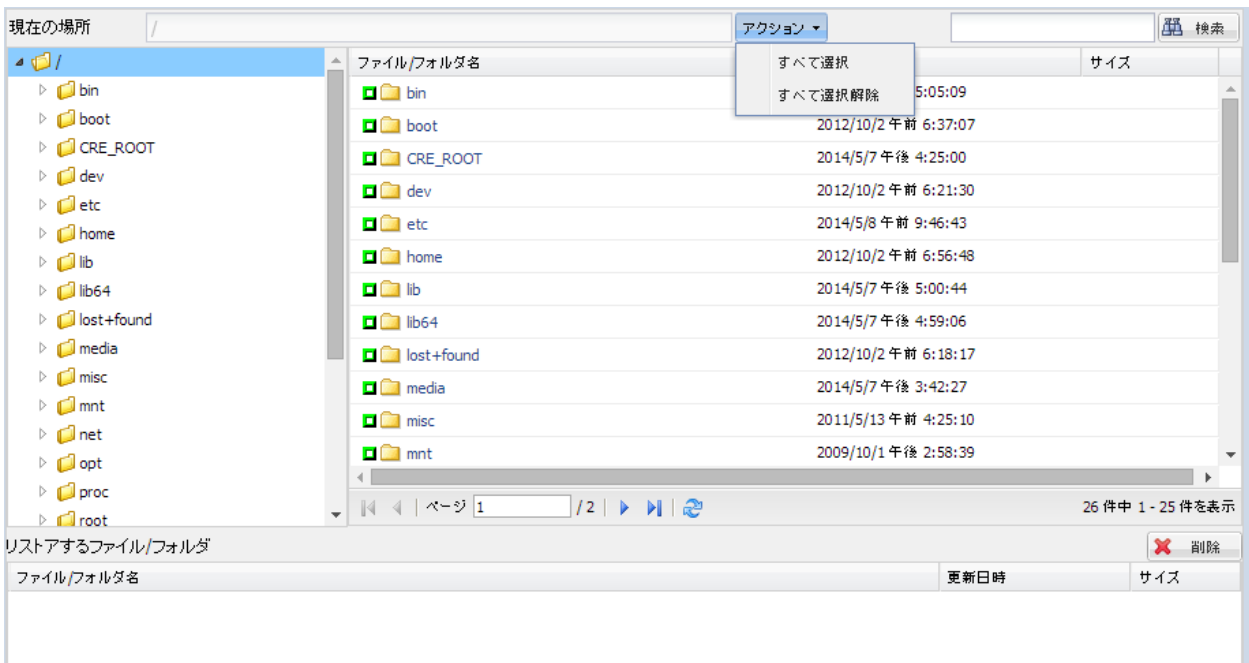 現在の場所 / アクション 検索
すべて選択
すべて選択解除
/
bin
boot
CRE_ROOT
dev
etc
home
lib
lib64
lost+found
media
misc
mnt
net
opt
proc
root
ファイル/フォルダ名 サイズ
bin 5:05:09
boot 2012/10/2 午前 6:37:07
CRE_ROOT 2014/5/7 午後 4:25:00
dev 2012/10/2 午前 6:21:30
etc 2014/5/8 午前 9:46:43
home 2012/10/2 午前 6:56:48
lib 2014/5/7 午後 5:00:44
lib64 2014/5/7 午後 4:59:06
lost+found 2012/10/2 午前 6:18:17
media 2014/5/7 午後 3:42:27
misc 2011/5/13 午前 4:25:10
mnt 2009/10/1 午後 2:58:39
ページ 1 / 2 26 件中 1 - 25 件を表示
リストアするファイル/フォルダ 削除
ファイル/フォルダ名 更新日時 サイズ